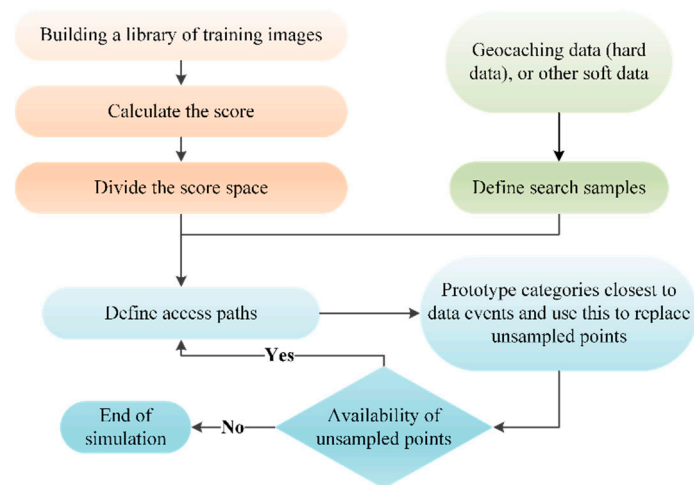 Building a library of training images
Calculate the score
Divide the score space
Geocaching data (hard
data), or other soft data
Define search samples
Define access paths
Prototype categories closest to
data events and use this to replace
unsampled points
Yes
Availability of
unsampled points
No
End of
simulation